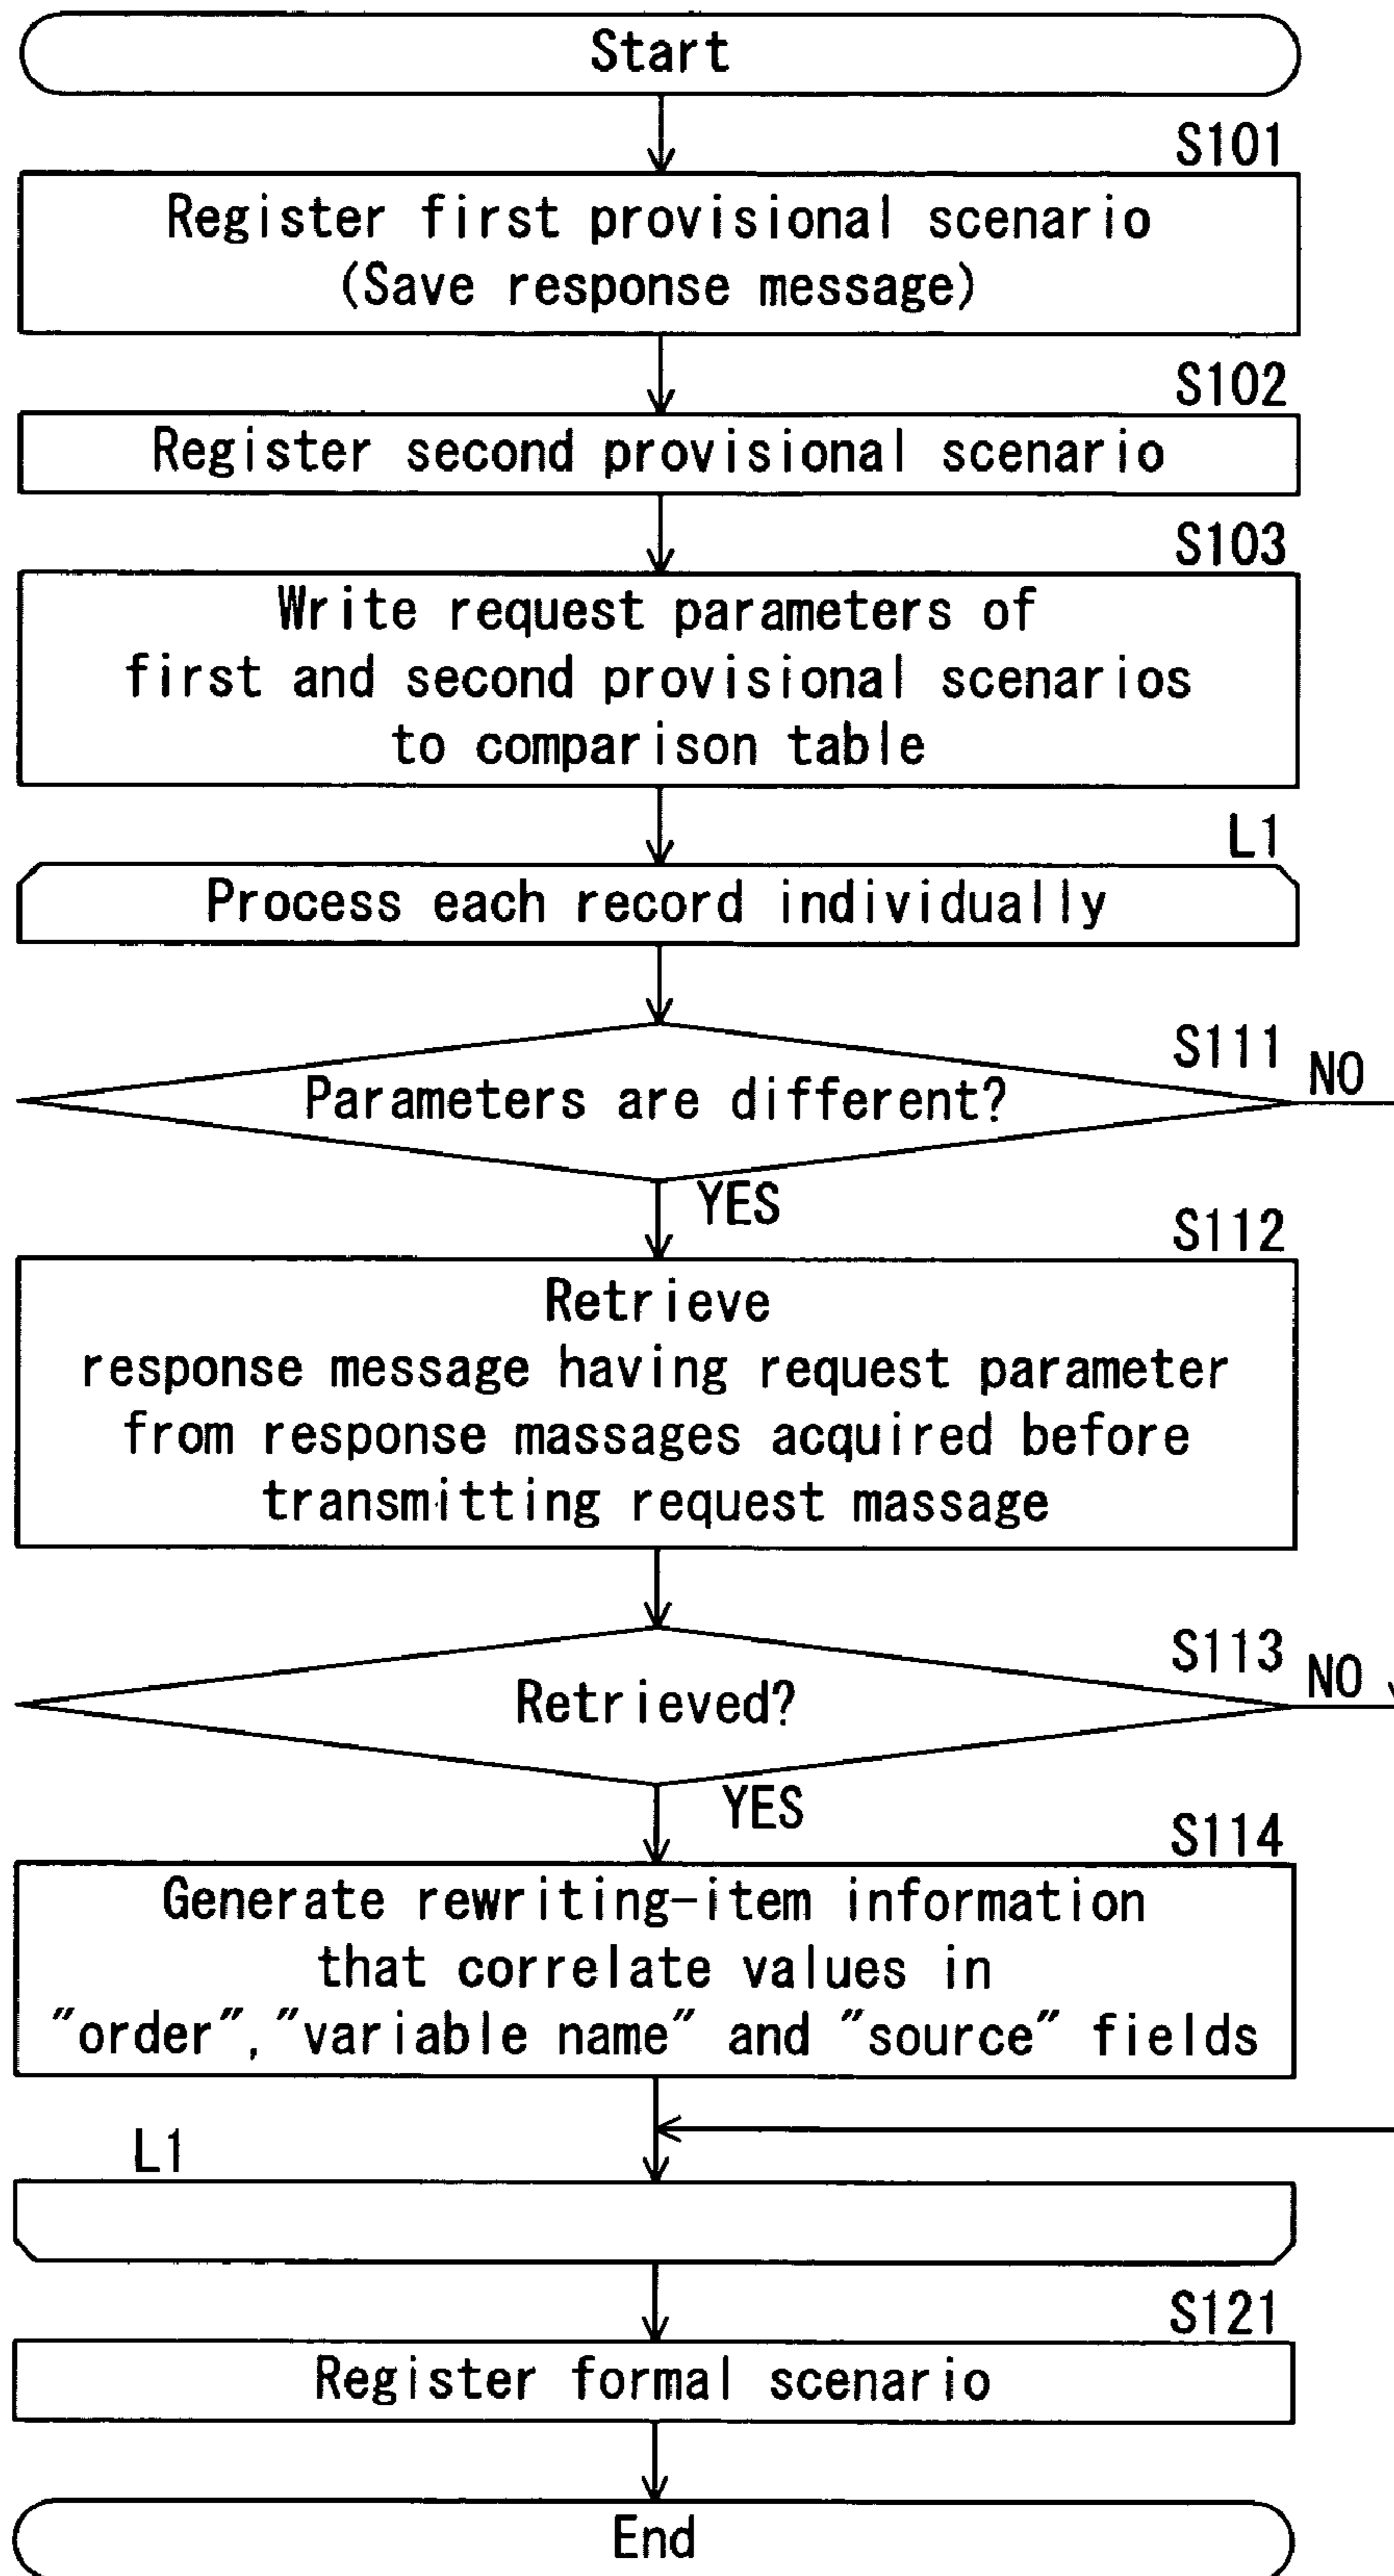 Start
S101
Register first provisional scenario
(Save response message)
S102
Register second provisional scenario
S103
Write request parameters of
first and second provisional scenarios
to comparison table
L1
Process each record individually
S111
NO
Parameters are different?
YES
S112
Retrieve
response message having request parameter
from response massages acquired before
transmitting request massage
S113
NO
Retrieved?
YES
S114
Generate rewriting-item information
that correlate values in
"order", "variable name" and "source" fields
L1
S121
Register formal scenario
End